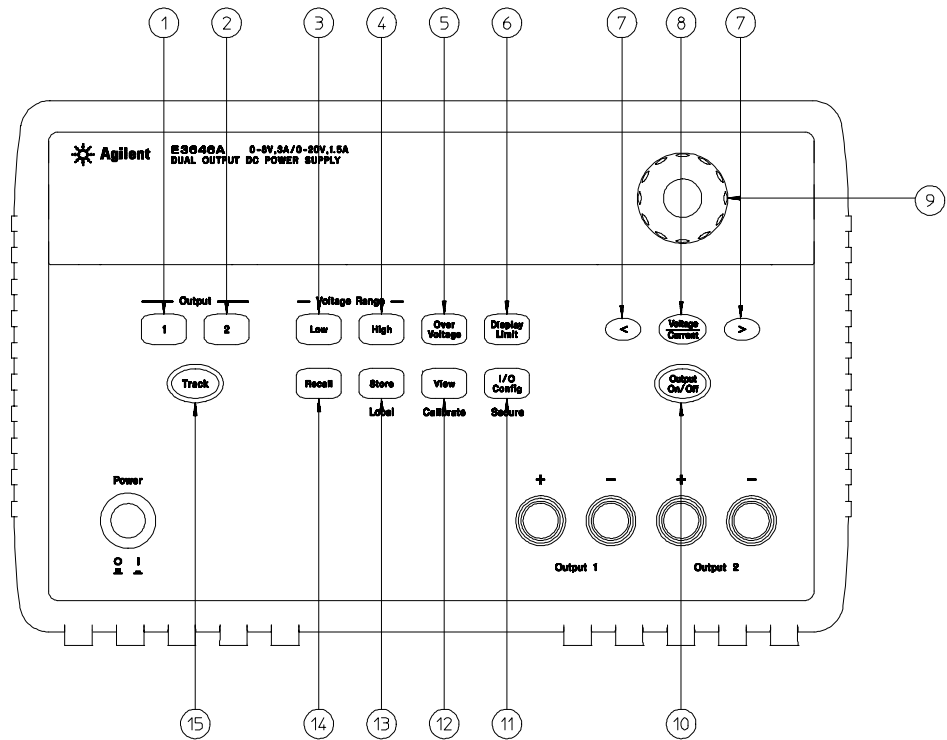 1 2 3 4 5 6 7 8 7
Agilent E3646A 0-8V,3A/0-20V,1.5A
DUAL OUTPUT DC POWER SUPPLY
9
Output Voltage Range
1 2 Low High Over Voltage Display Limit < Voltage Current >
Track Recall Store View I/O Config Output On/Off
Local Calibrate Secure
Power + - + -
O I
Output 1 Output 2
15 14 13 12 11 10